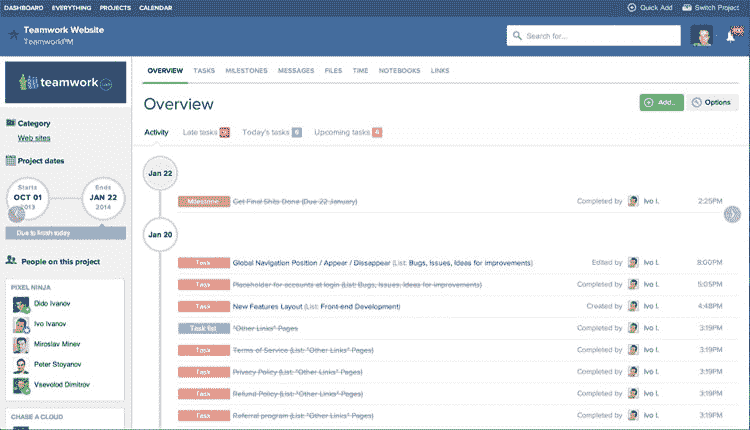 DASHBOARD EVERYTHING PROJECTS CALENDAR Quick Add Switch Project
Teamwork Website
TeamworkPM
Search for...
teamwork
OVERVIEW TASKS MILESTONES MESSAGES FILES TIME NOTEBOOKS LINKS
Overview
Add... Options
Category
Web sites
Project dates
Starts
OCT 01
2013
Ends
JAN 22
2014
Due to finish today
People on this project
PIXEL NINJA
Dido Ivanov
Ivo Ivanov
Miroslav Minev
Peter Stoyanov
Vsevolod Dimitrov
CHASE A CLOUD
Activity Late tasks Today's tasks 6 Upcoming tasks 4
Jan 22
Milestone Get Final Shits Done (Due 22 January) Completed by Ivo I. 2:25PM
Jan 20
Task Global Navigation Position / Appear / Dissappear (List: Bugs, Issues, Ideas for improvements) Edited by Ivo I. 8:00PM
Task Placeholder for accounts at login (List: Bugs, Issues, Ideas for improvements) Completed by Ivo I. 5:05PM
Task New Features Layout (List: Front-end Development) Created by Ivo I. 4:48PM
Task list "Other Links" Pages Completed by Ivo I. 3:19PM
Task Terms of Service (List: "Other Links" Pages) Completed by Ivo I. 3:19PM
Task Privacy Policy (List: "Other Links" Pages) Completed by Ivo I. 3:19PM
Task Refund Policy (List: "Other Links" Pages) Completed by Ivo I. 3:19PM
Task Referral program (List: "Other Links" Pages) Completed by Ivo I. 3:19PM